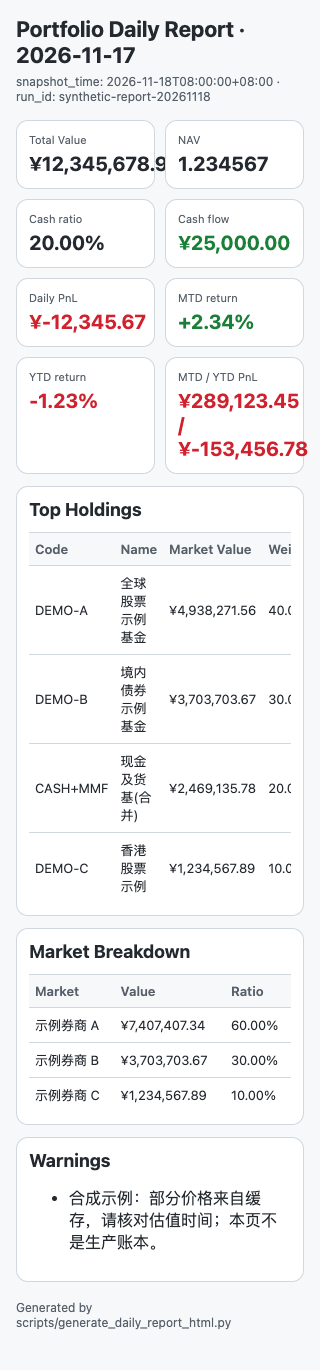 Portfolio Daily Report ·
2026-11-17
snapshot_time: 2026-11-18T08:00:00+08:00 ·
run_id: synthetic-report-20261118
Total Value
¥12,345,678.9
NAV
1.234567
Cash ratio
20.00%
Cash flow
¥25,000.00
Daily PnL
¥-12,345.67
MTD return
+2.34%
YTD return
-1.23%
MTD / YTD PnL
¥289,123.45
/
¥-153,456.78
Top Holdings
Code Name Market Value Wei
DEMO-A 全球股票示例基金 ¥4,938,271.56 40.0
DEMO-B 境内债券示例基金 ¥3,703,703.67 30.0
CASH+MMF 现金及货基(合并) ¥2,469,135.78 20.0
DEMO-C 香港股票示例 ¥1,234,567.89 10.0
Market Breakdown
Market Value Ratio
示例券商 A ¥7,407,407.34 60.00%
示例券商 B ¥3,703,703.67 30.00%
示例券商 C ¥1,234,567.89 10.00%
Warnings
• 合成示例：部分价格来自缓
存，请核对估值时间；本页不
是生产账本。
Generated by
scripts/generate_daily_report_html.py